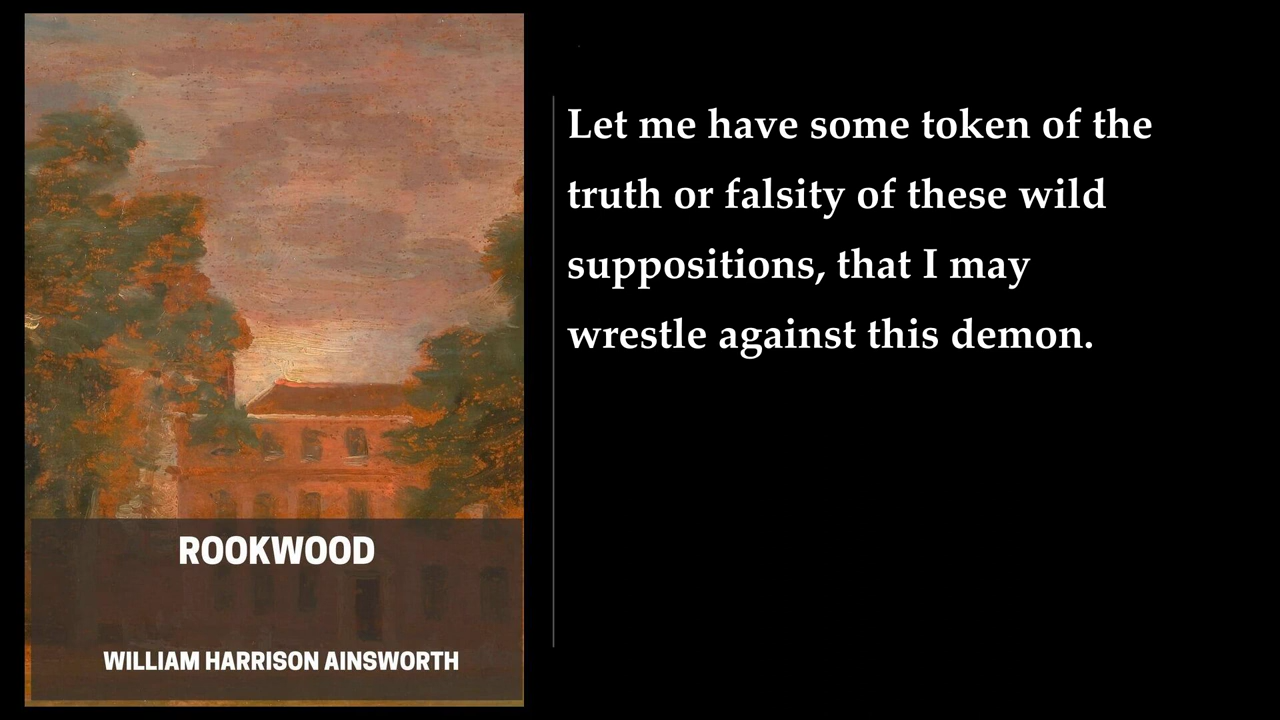 ROOKWOOD
WILLIAM HARRISON AINSWORTH
Let me have some token of the
truth or falsity of these wild
suppositions, that I may
wrestle against this demon.